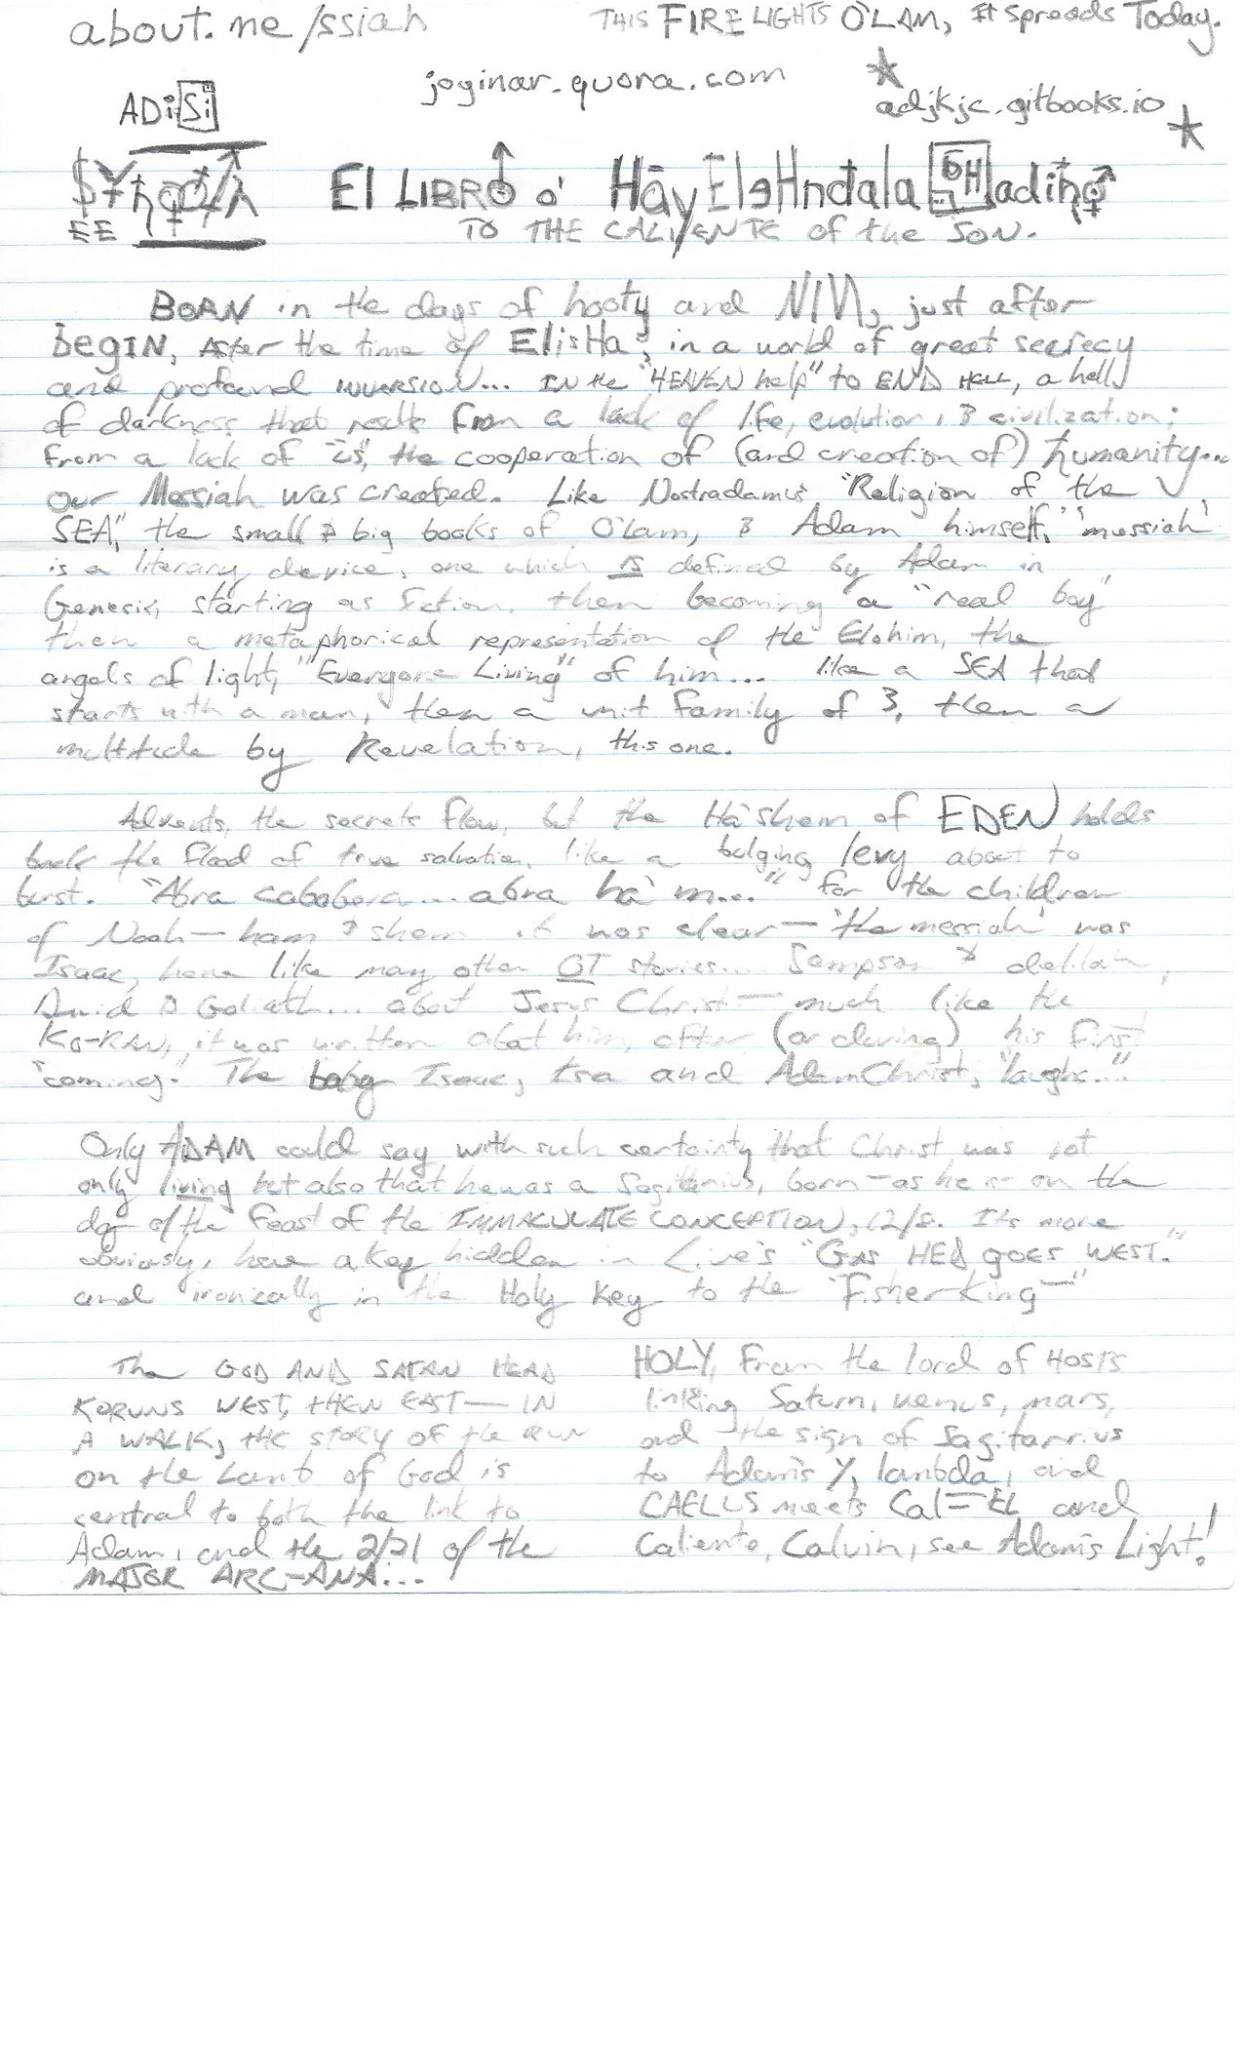 about.me/ssiah
THIS FIRE LIGHTS O'LAM, It spreads Today.
joginar.quora.com
adjkjc.gitbooks.io
ADiSi
EE
El LIBRO o'
TO THE CALIYENTE of the SON.
BORN in the days of hooty and NIN, just after
begIN, After the time of ElisHa, in a world of great secrecy
and profound INVERSION... IN the "HEAVEN help" to END HELL, a hell
of darkness that results from a lack of life, evolution, & civilization;
from a lack of "us", the cooperation of (and creation of) humanity...
our Messiah was created. Like Nostradamus' "Religion of the
SEA", the small & big books of O'Lam, & Adam himself, 'messiah'
is a literary device, one which is defined by Adam in
Genesis, starting as fiction, then becoming a "real boy"
then a metaphorical representation of the Elohim, the
angels of light, "Everyone Living" of him... like a SEA that
starts with a man, then a unit family of 3, then a
multitude by Revelation, this one.
Advents, the secrets flow, but the Ha'shem of EDEN holds
back the flood of true salvation, like a bulging levy about to
burst. "Abra cababora... abra ha'm..." for the children
of Noah—ham & shem it was clear—'the messiah' was
Isaac, here like many other OT stories... Sampson & delilah,
David & Goliath... about Jesus Christ—much like the
Ko-RAN, it was written about him, after (or during) his first
"coming." The baby Isaac, Isa and AdamChrist, "laughs..."
Only ADAM could say with such certainty that Christ was not
only living but also that he was a Sagittarius, born—as he is—on the
day of the Feast of the IMMACULATE CONCEPTION, 12/8. It's more
obviously, here a key hidden in Live's "GAS HED GOES WEST."
and ironically in the Holy Key to the "Fisher King—"
The GOD AND SATAN HEAD
WEST, THEN EAST—IN
A WALK, THE STORY OF the RUN
on the Lamb of God is
central to both the link to
Adam, and the 2/21 of the
MAJOR ARC-ANA...
HOLY, From the lord of HOSTS
linking Saturn, venus, mars,
and the sign of Sagitarrius
to Adam's Y, lambda, and
CAELLUS meets Cal=EL and
Caliente, Calvin, see Adam's Light!